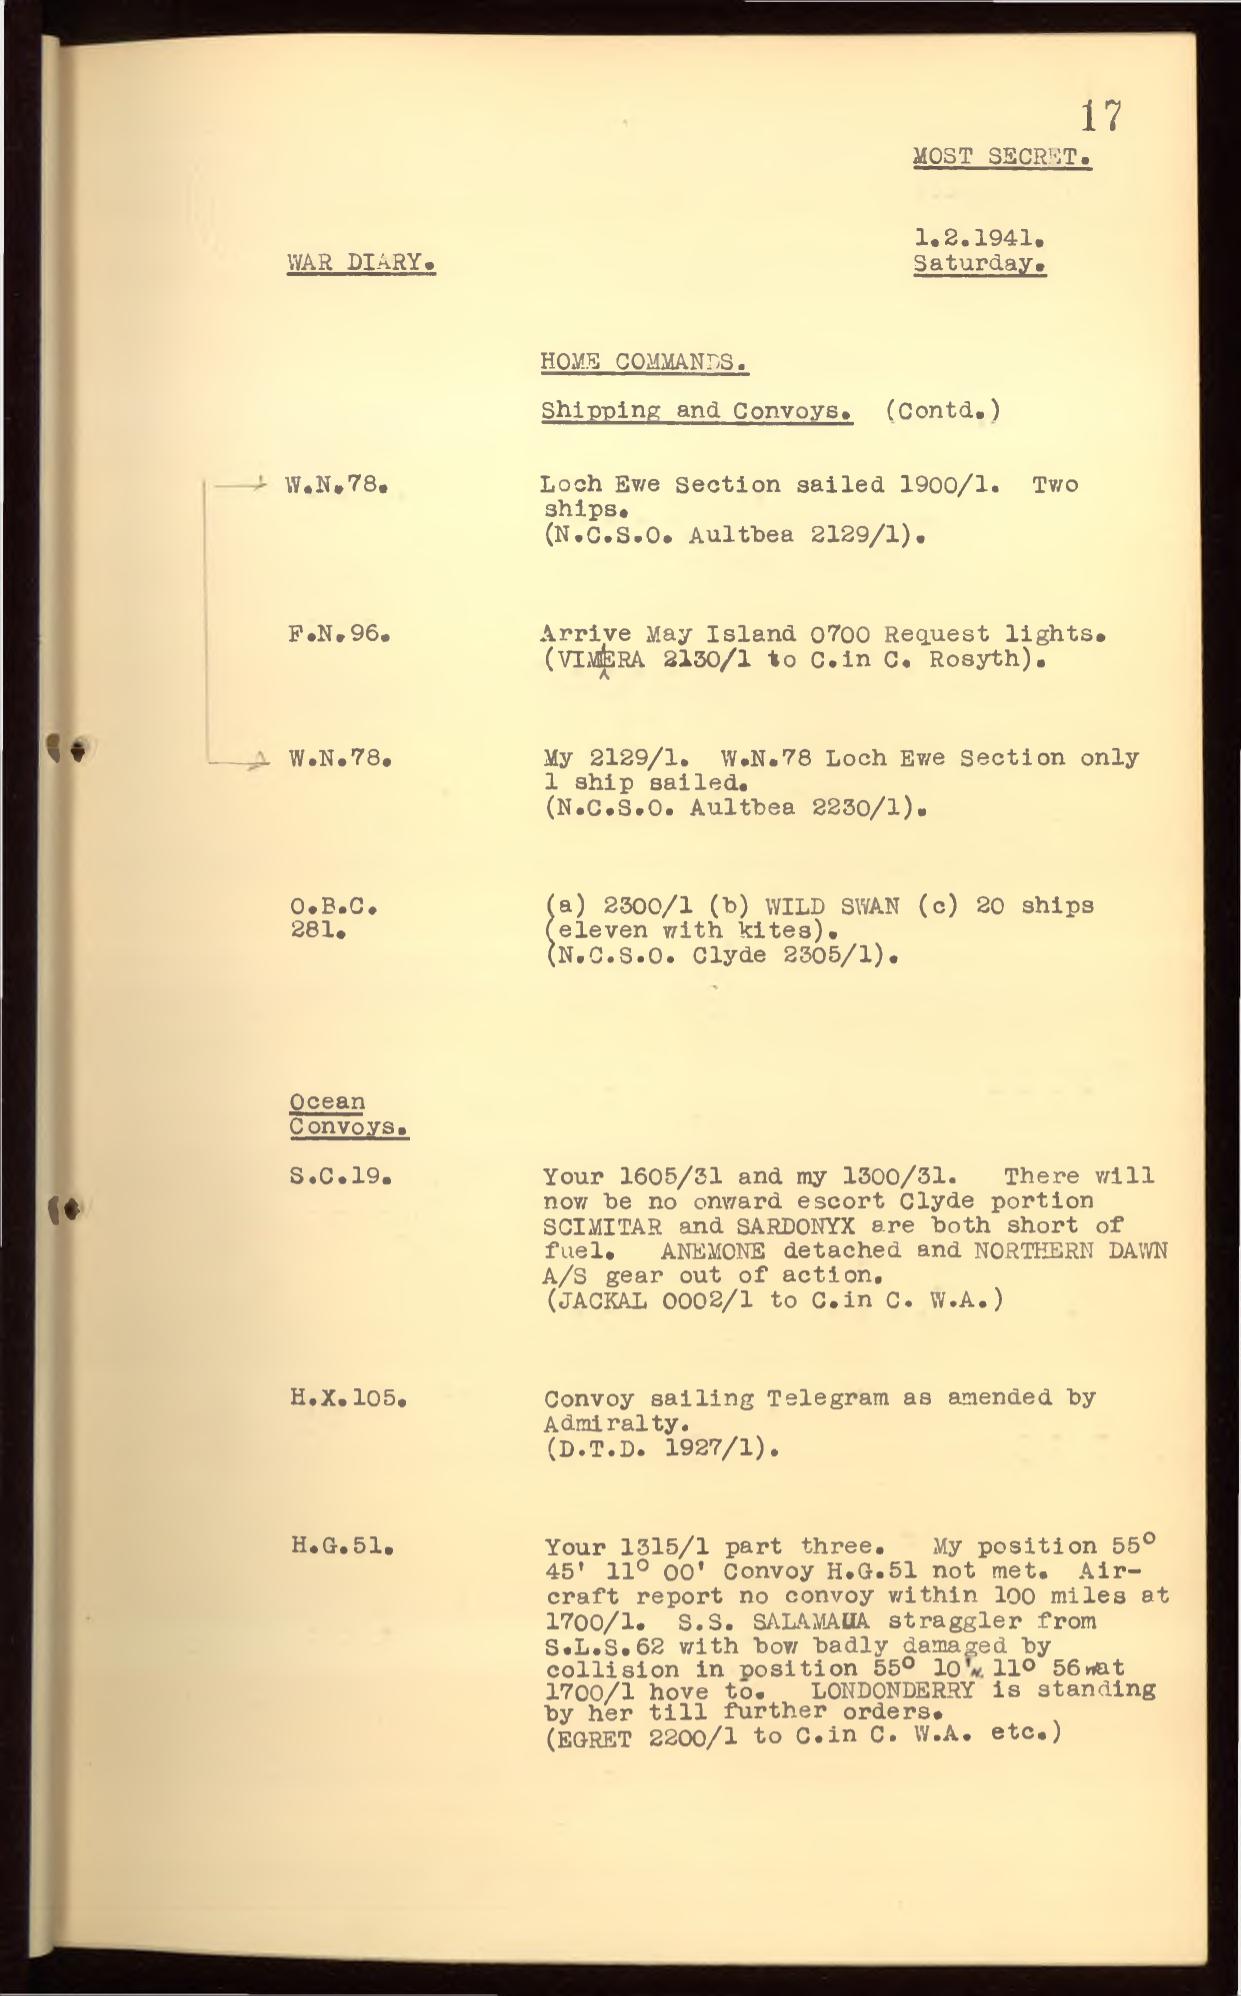 17
MOST SECRET.
1.2.1941.
WAR DIARY. Saturday.
HOME COMMANDS.
Shipping and Convoys. (Contd.)
W.N.78. Loch Ewe Section sailed 1900/1. Two
ships.
(N.C.S.O. Aultbea 2129/1).
F.N.96. Arrive May Island 0700 Request lights.
(VIMERA 2130/1 to C.in C. Rosyth).
W.N.78. My 2129/1. W.N.78 Loch Ewe Section only
1 ship sailed.
(N.C.S.O. Aultbea 2230/1).
O.B.C. (a) 2300/1 (b) WILD SWAN (c) 20 ships
281. (eleven with kites).
(N.C.S.O. Clyde 2305/1).
Ocean
Convoys.
S.C.19. Your 1605/31 and my 1300/31. There will
now be no onward escort Clyde portion
SCIMITAR and SARDONYX are both short of
fuel. ANEMONE detached and NORTHERN DAWN
A/S gear out of action.
(JACKAL 0002/1 to C.in C. W.A.)
H.X.105. Convoy sailing Telegram as amended by
Admiralty.
(D.T.D. 1927/1).
H.G.51. Your 1315/1 part three. My position 55°
45' 11° 00' Convoy H.G.51 not met. Air-
craft report no convoy within 100 miles at
1700/1. S.S. SALAMAUA straggler from
S.L.S.62 with bow badly damaged by
collision in position 55° 10' N. 11° 56 W at
1700/1 hove to. LONDONDERRY is standing
by her till further orders.
(EGRET 2200/1 to C.in C. W.A. etc.)